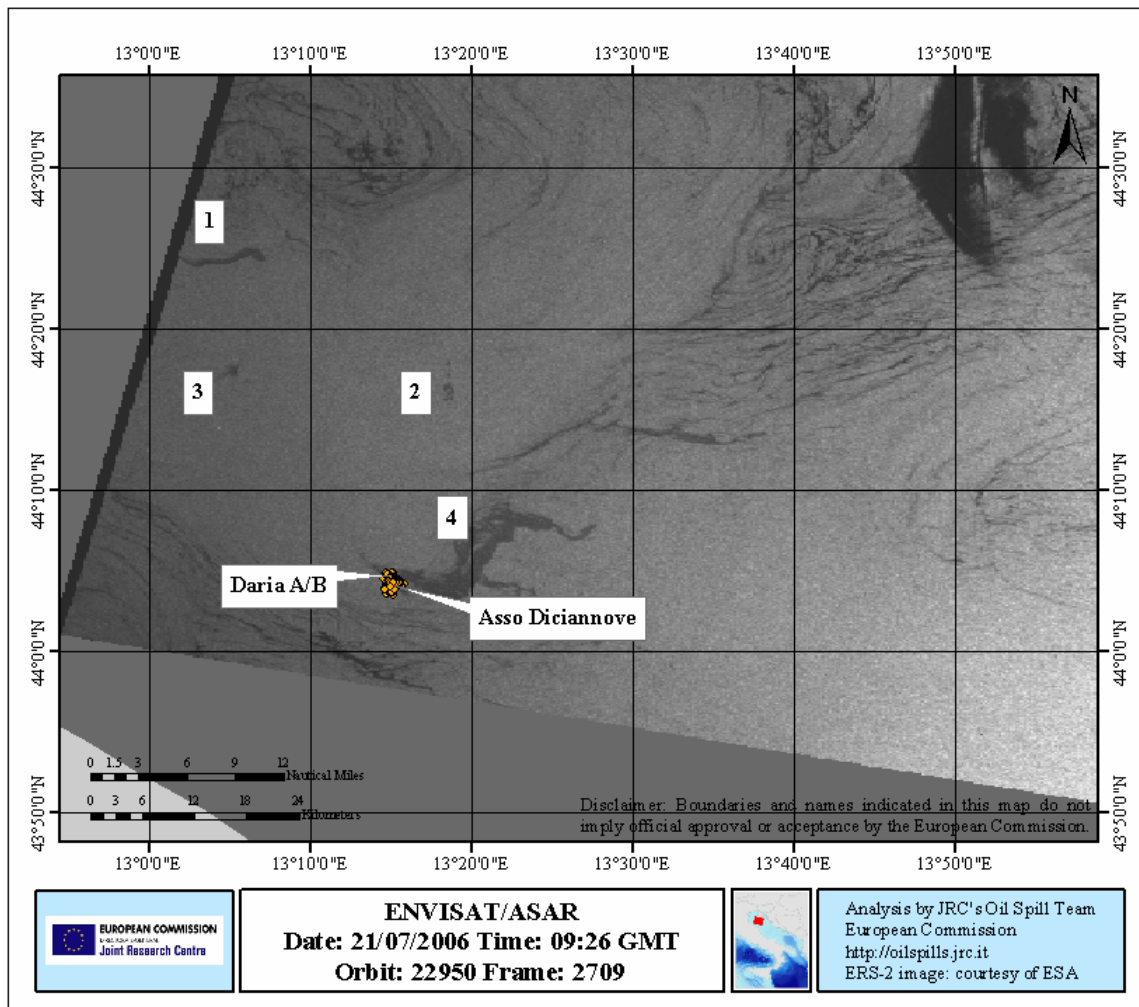 13°0'0"E 13°10'0"E 13°20'0"E 13°30'0"E 13°40'0"E 13°50'0"E
N
44°30'0"N 44°30'0"N
1
44°20'0"N 44°20'0"N
3 2
44°10'0"N 44°10'0"N
4
Daria A/B
Asso Diciannove
44°0'0"N 44°0'0"N
0 1.5 3 6 9 12
Nautical Miles
0 3 6 12 18 24
Kilometers
Disclaimer: Boundaries and names indicated in this map do not
imply official approval or acceptance by the European Commission.
43°50'0"N 43°50'0"N
13°0'0"E 13°10'0"E 13°20'0"E 13°30'0"E 13°40'0"E 13°50'0"E
EUROPEAN COMMISSION
Joint Research Centre
ENVISAT/ASAR
Date: 21/07/2006 Time: 09:26 GMT
Orbit: 22950 Frame: 2709
Analysis by JRC's Oil Spill Team
European Commission
http://oilspills.jrc.it
ERS-2 image: courtesy of ESA